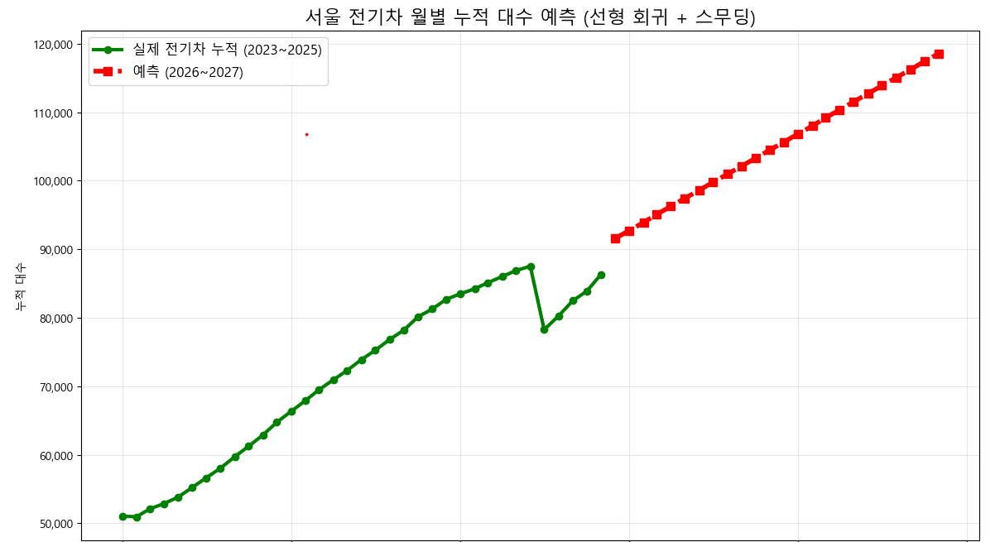 서울 전기차 월별 누적 대수 예측 (선형 회귀 + 스무딩)
실제 전기차 누적 (2023~2025)
예측 (2026~2027)
120,000
110,000
100,000
90,000
80,000
70,000
60,000
50,000
누적 대수